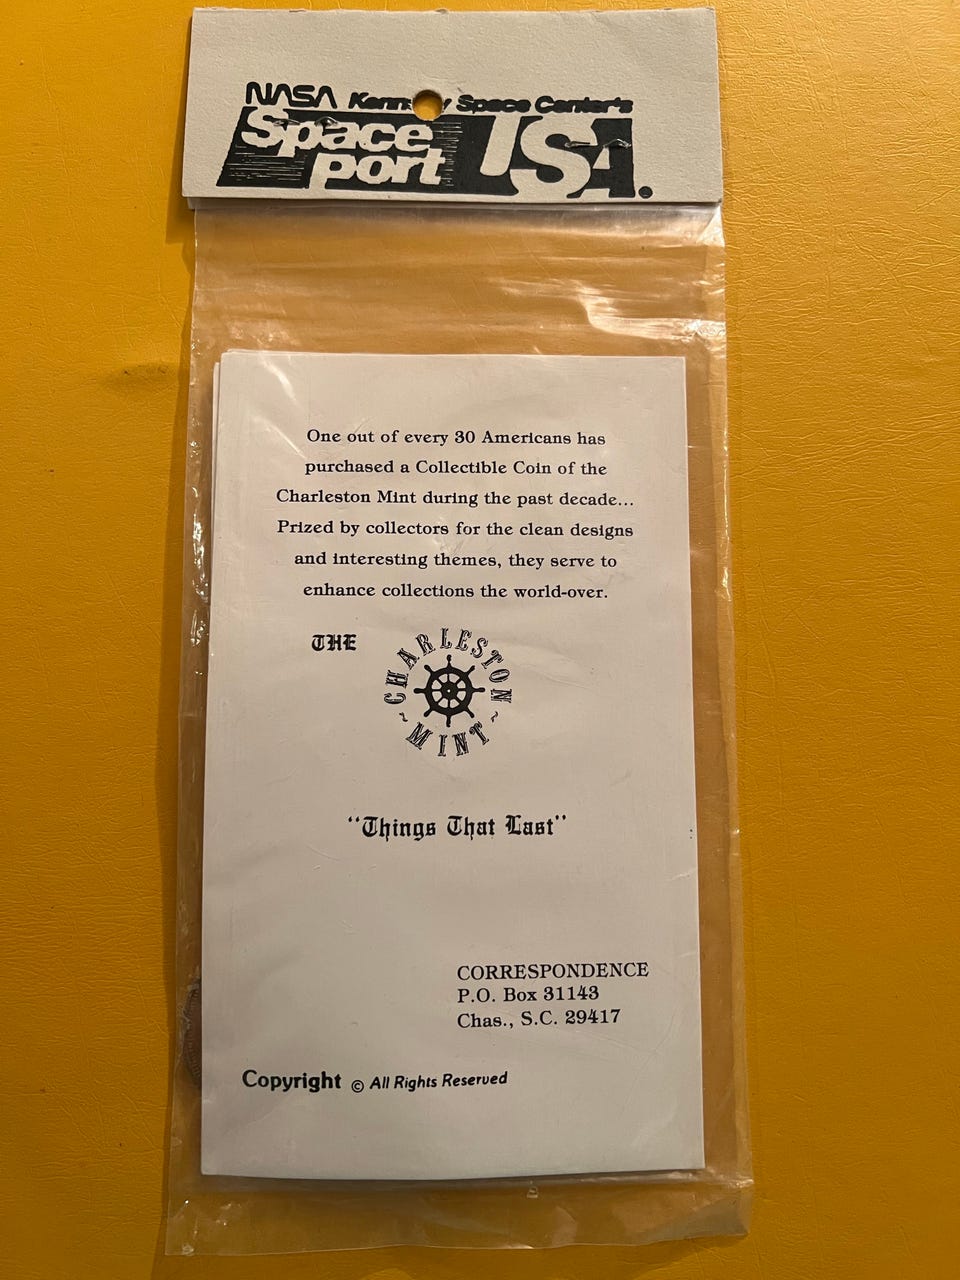 NASA Kennedy Space Center's
Space
port USA.
One out of every 30 Americans has
purchased a Collectible Coin of the
Charleston Mint during the past decade...
Prized by collectors for the clean designs
and interesting themes, they serve to
enhance collections the world-over.
THE
CHARLESTON
~ MINT ~
“Things That Last”
CORRESPONDENCE
P.O. Box 31143
Chas., S.C. 29417
Copyright © All Rights Reserved